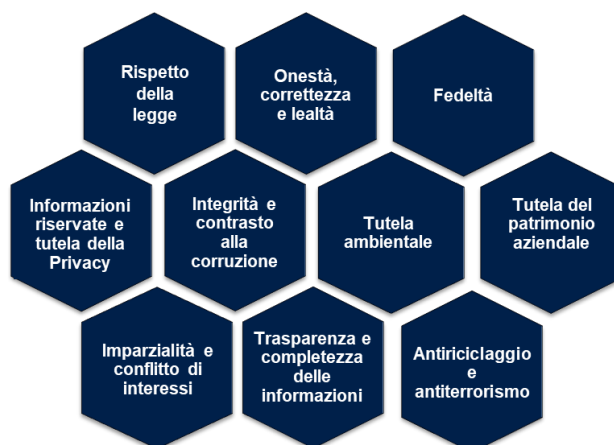 Rispetto
della
legge
Onestà,
correttezza
e lealtà
Fedeltà
Informazioni
riservate e
tutela della
Privacy
Integrità e
contrasto
alla
corruzione
Tutela
ambientale
Tutela del
patrimonio
aziendale
Imparzialità e
conflitto di
interessi
Trasparenza e
completezza
delle
informazioni
Antiriciclaggio
e
antiterrorismo